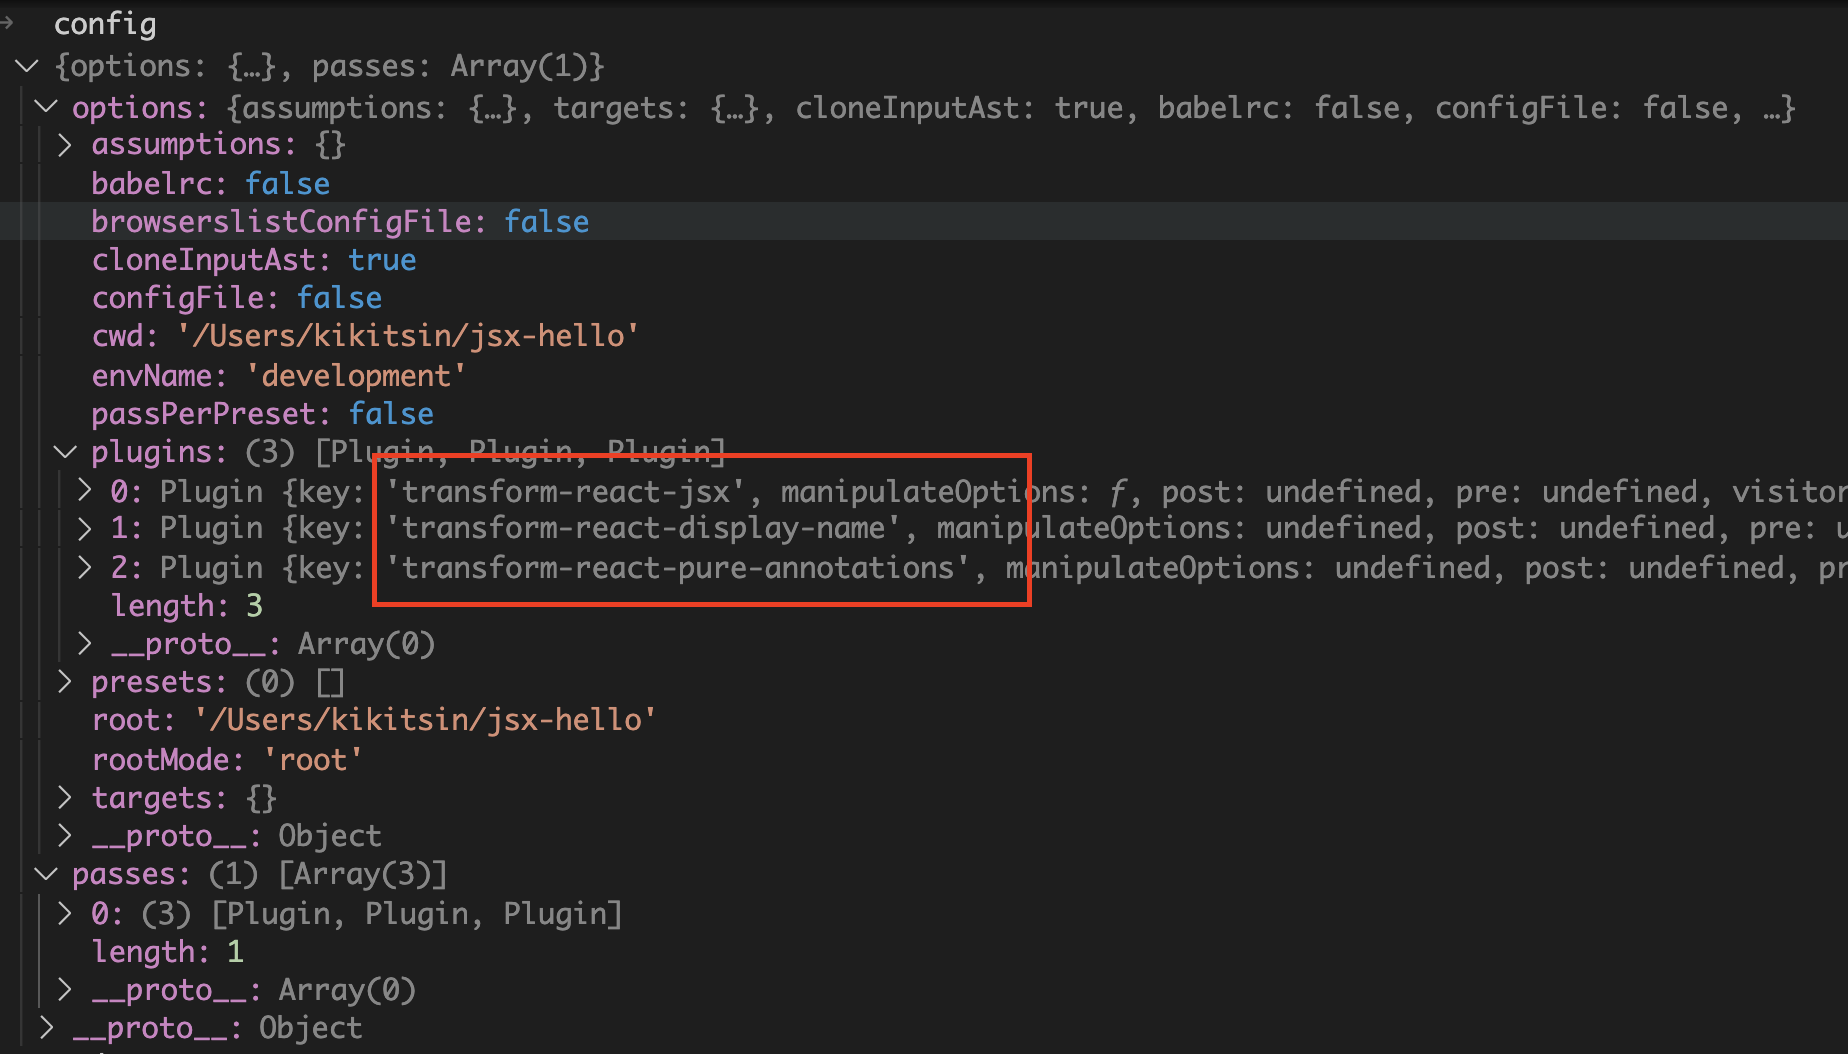 config
{options: {…}, passes: Array(1)}
options: {assumptions: {…}, targets: {…}, cloneInputAst: true, babelrc: false, configFile: false, …}
assumptions: {}
babelrc: false
browserslistConfigFile: false
cloneInputAst: true
configFile: false
cwd: '/Users/kikitsin/jsx-hello'
envName: 'development'
passPerPreset: false
plugins: (3) [Plugin, Plugin, Plugin]
0: Plugin {key: 'transform-react-jsx', manipulateOptions: ƒ, post: undefined, pre: undefined, visitor
1: Plugin {key: 'transform-react-display-name', manipulateOptions: undefined, post: undefined, pre: u
2: Plugin {key: 'transform-react-pure-annotations', manipulateOptions: undefined, post: undefined, pr
length: 3
__proto__: Array(0)
presets: (0) []
root: '/Users/kikitsin/jsx-hello'
rootMode: 'root'
targets: {}
__proto__: Object
passes: (1) [Array(3)]
0: (3) [Plugin, Plugin, Plugin]
length: 1
__proto__: Array(0)
__proto__: Object